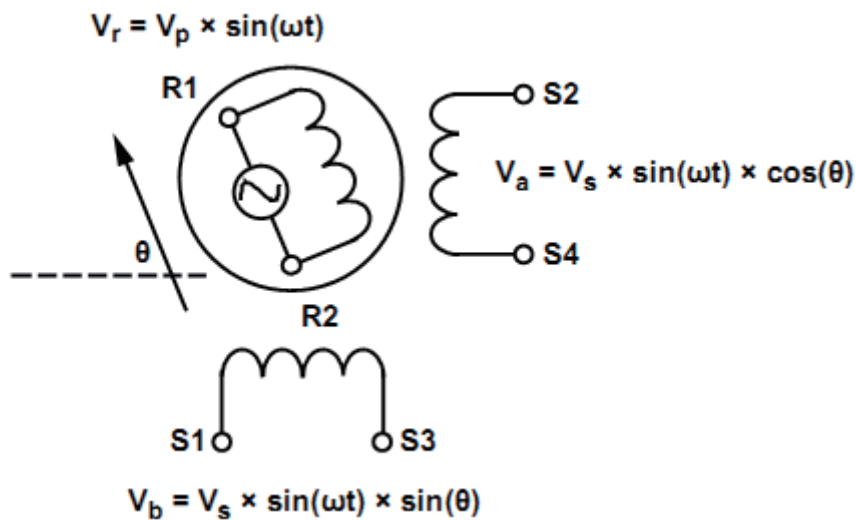 Vr = Vp × sin(ωt)
R1
S2
Va = Vs × sin(ωt) × cos(θ)
θ
S4
R2
S1
S3
Vb = Vs × sin(ωt) × sin(θ)